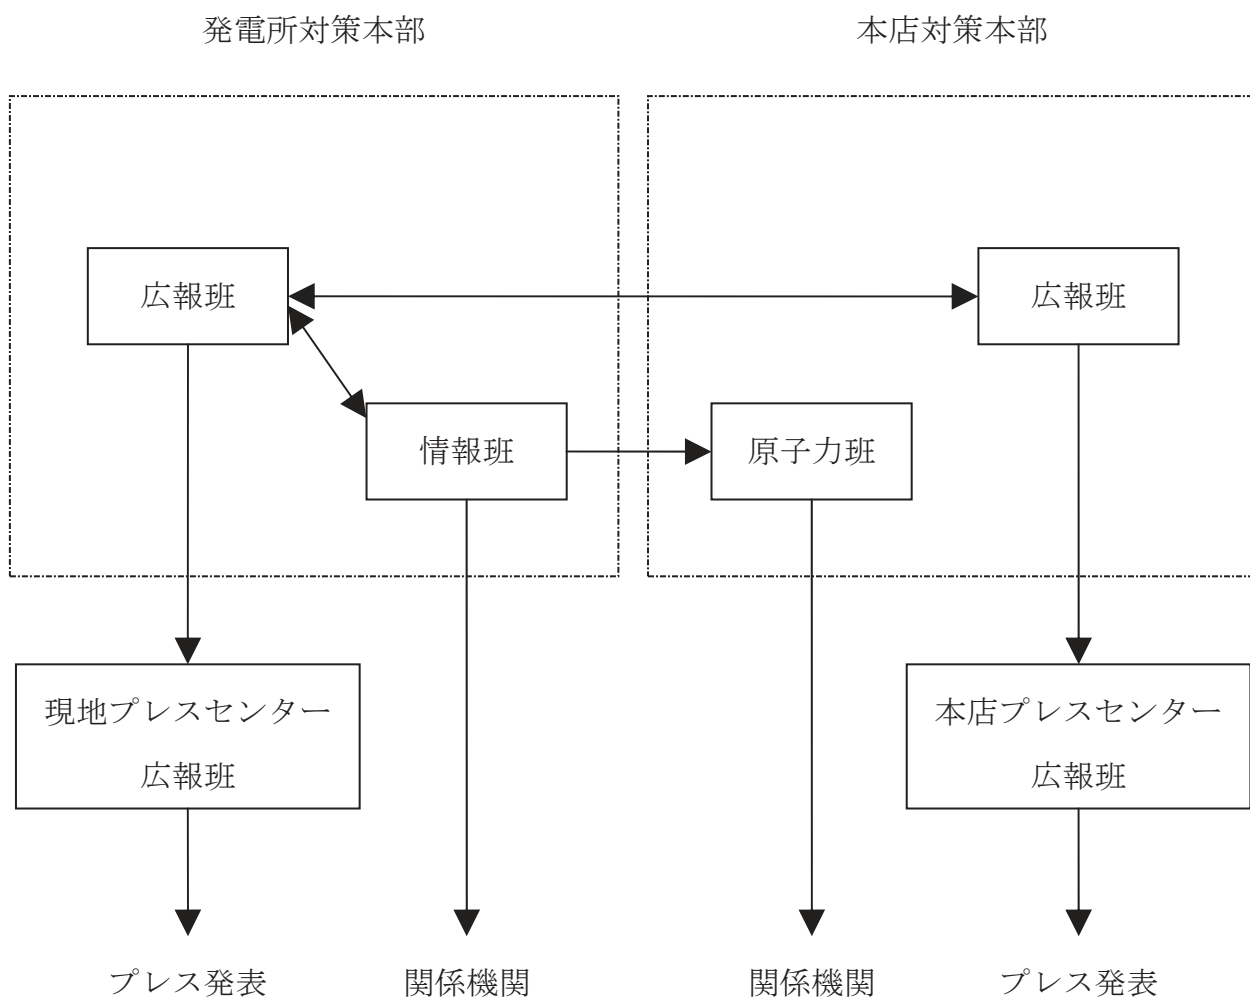 発電所対策本部
本店対策本部
広報班
広報班
情報班
原子力班
現地プレスセンター
広報班
本店プレスセンター
広報班
プレス発表
関係機関
関係機関
プレス発表